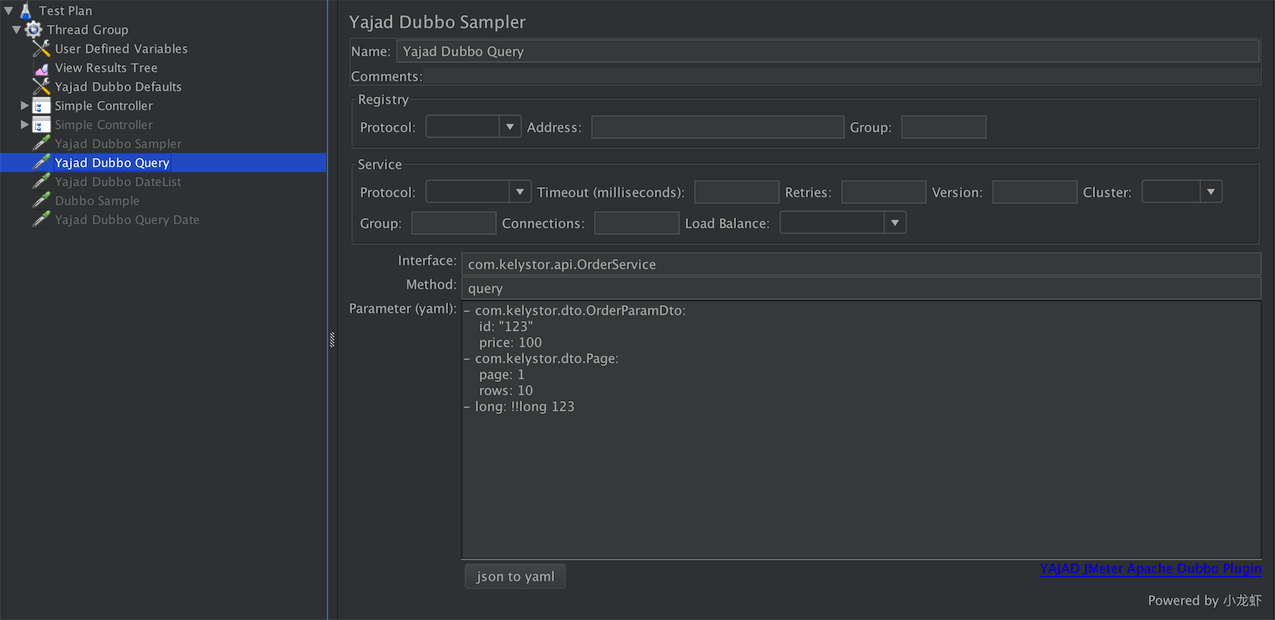 Test Plan
Thread Group
User Defined Variables
View Results Tree
Yajad Dubbo Defaults
Simple Controller
Simple Controller
Yajad Dubbo Sampler
Yajad Dubbo Query
Yajad Dubbo DateList
Dubbo Sample
Yajad Dubbo Query Date
Yajad Dubbo Sampler
Name: Yajad Dubbo Query
Comments:
Registry
Protocol: Address: Group:
Service
Protocol: Timeout (milliseconds): Retries: Version: Cluster:
Group: Connections: Load Balance:
Interface: com.kelystor.api.OrderService
Method: query
Parameter (yaml): - com.kelystor.dto.OrderParamDto:
id: "123"
price: 100
- com.kelystor.dto.Page:
page: 1
rows: 10
- long: !!long 123
json to yaml
YAJAD JMeter Apache Dubbo Plugin
Powered by 小龙虾